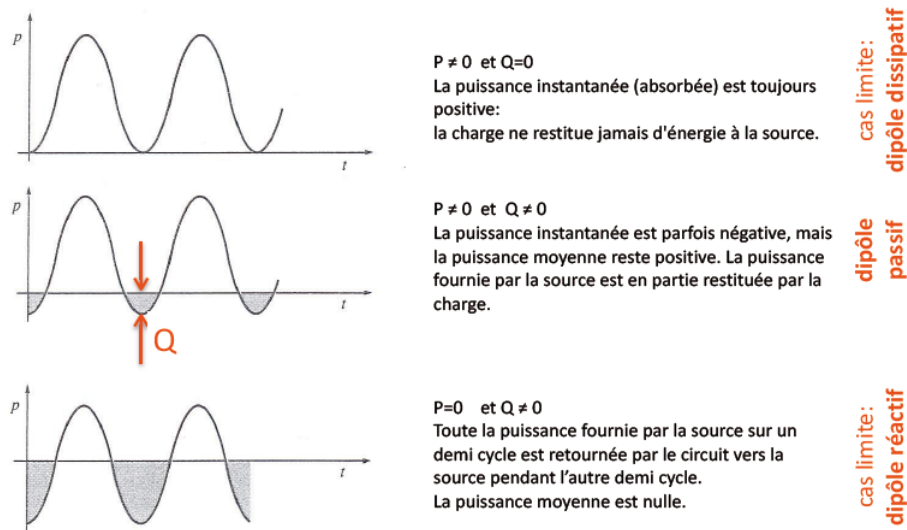 p
t
P ≠ 0 et Q=0
La puissance instantanée (absorbée) est toujours
positive:
la charge ne restitue jamais d'énergie à la source.
cas limite:
dipôle dissipatif
p
t
Q
P ≠ 0 et Q ≠ 0
La puissance instantanée est parfois négative, mais
la puissance moyenne reste positive. La puissance
fournie par la source est en partie restituée par la
charge.
dipôle
passif
p
t
P=0 et Q ≠ 0
Toute la puissance fournie par la source sur un
demi cycle est retournée par le circuit vers la
source pendant l’autre demi cycle.
La puissance moyenne est nulle.
cas limite:
dipôle réactif